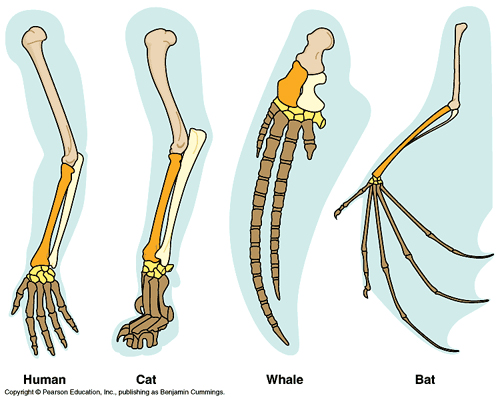 Human Cat Whale Bat
Copyright © Pearson Education, Inc., publishing as Benjamin Cummings.